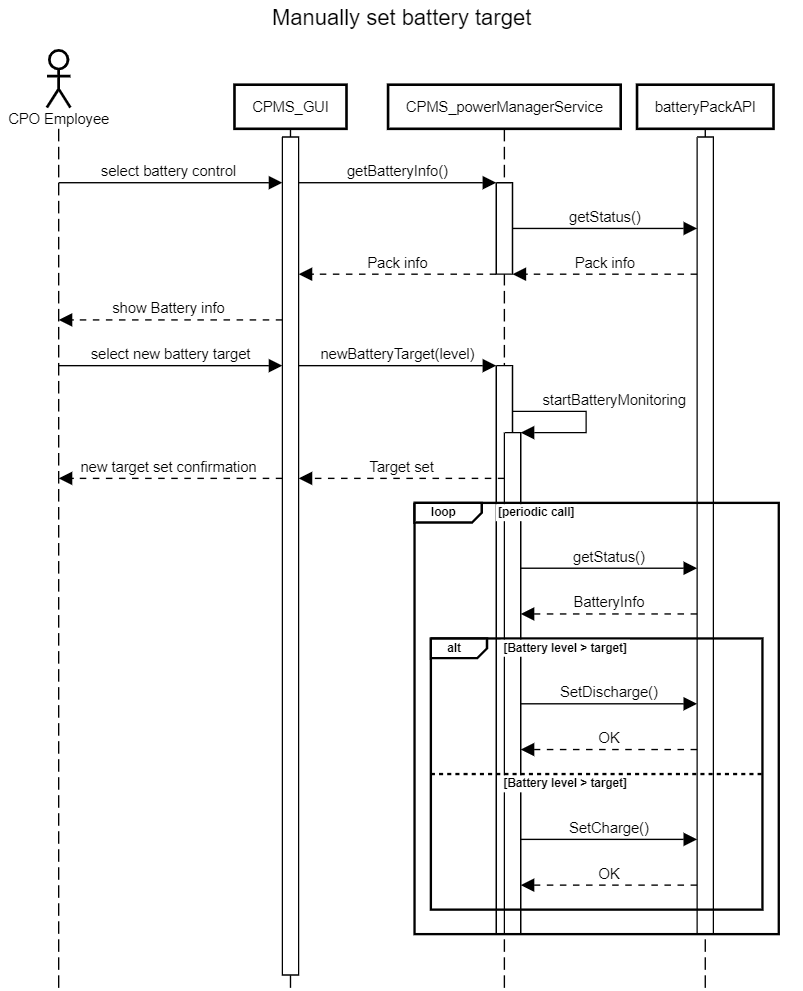 Manually set battery target
CPO Employee
CPMS_GUI
CPMS_powerManagerService
batteryPackAPI
select battery control
getBatteryInfo()
getStatus()
Pack info
Pack info
show Battery info
select new battery target
newBatteryTarget(level)
startBatteryMonitoring
new target set confirmation
Target set
loop
[periodic call]
getStatus()
BatteryInfo
alt
[Battery level > target]
SetDischarge()
OK
[Battery level > target]
SetCharge()
OK